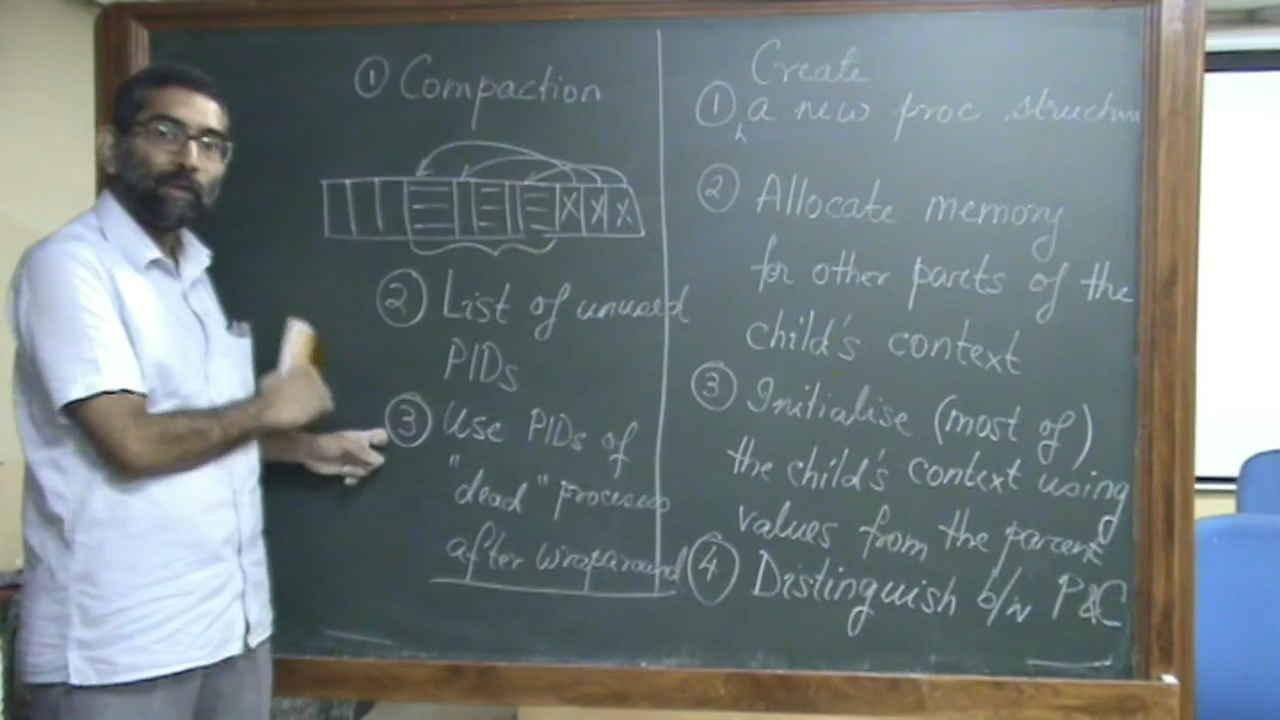 ① Compaction
② List of unused
PIDs
③ Use PIDs of
"dead" processes
after wraparound
Create
① a new proc structure
② Allocate memory
for other parts of the
child's context
③ Initialise (most of)
the child's context using
values from the parent
④ Distinguish b/w P&C